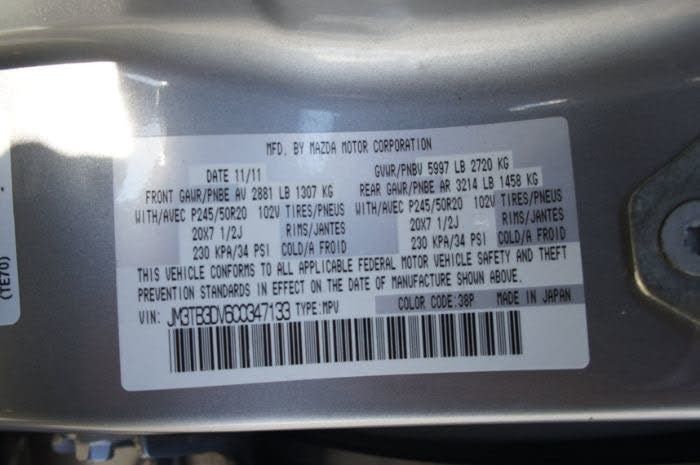 MFD. BY MAZDA MOTOR CORPORATION
DATE 11/11 GVWR/PNBV 5997 LB 2720 KG
FRONT GAWR/PNBE AV 2881 LB 1307 KG REAR GAWR/PNBE AR 3214 LB 1458 KG
WITH/AVEC P245/50R20 102V TIRES/PNEUS WITH/AVEC P245/50R20 102V TIRES/PNEUS
20X7 1/2J RIMS/JANTES 20X7 1/2J RIMS/JANTES
230 KPA/34 PSI COLD/A FROID 230 KPA/34 PSI COLD/A FROID
THIS VEHICLE CONFORMS TO ALL APPLICABLE FEDERAL MOTOR VEHICLE SAFETY AND THEFT
PREVENTION STANDARDS IN EFFECT ON THE DATE OF MANUFACTURE SHOWN ABOVE.
VIN: JM3TB3DV6C0347133 TYPE:MPV COLOR CODE:38P MADE IN JAPAN
(TE70)